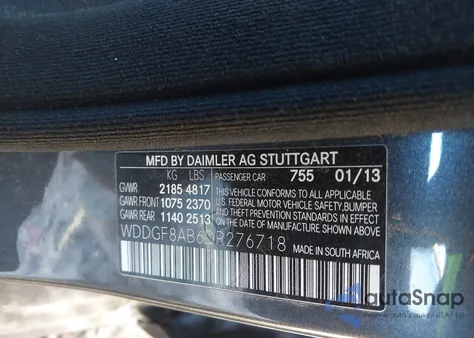 MFD BY DAIMLER AG STUTTGART
KG LBS PASSENGER CAR 755 01/13
GVWR 2185 4817 THIS VEHICLE CONFORMS TO ALL APPLICABLE
GAWR FRONT 1075 2370 U.S. FEDERAL MOTOR VEHICLE SAFETY, BUMPER
GAWR REAR 1140 2513 AND THEFT PREVENTION STANDARDS IN EFFECT
ON THE DATE OF MANUFACTURE SHOWN ABOVE.
WDDGF8AB6DR276718 MADE IN SOUTH AFRICA
autoSnap